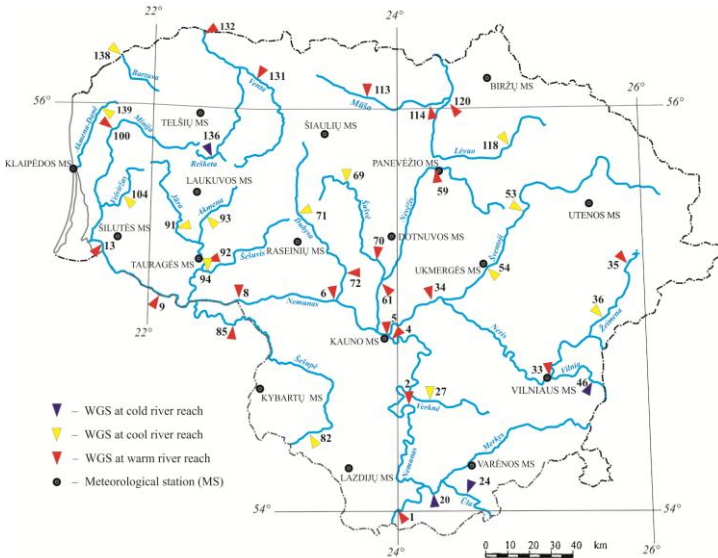 22°
132
24°
138
Bartuva
131
Venta
BIRŽŲ MS
26°
56°
113
Mūša
120
56°
139
Akmena-Danė
100
Minija
TELŠIŲ MS
114
136
ŠIAULIŲ MS
118
Lėvuo
Rešketa
KLAIPĖDOS MS
PANEVĖŽIO MS
69
59
104
Veiviržas
LAUKUVOS MS
Šušvė
Nevėžis
53
Jūra
Akmena
93
71
UTENOS MS
91
Dubysa
ŠILUTĖS MS
DOTNUVOS MS
Šventoji
13
92
Šešuvis
RASEINIŲ MS
70
35
TAURAGĖS MS
UKMERGĖS MS
54
94
72
8
6
61
34
36
9
Nemunas
Žeimena
22°
5
85
4
Neris
KAUNO MS
Šešupė
33
Vilnia
2
27
VILNIAUS MS
46
KYBARTŲ MS
Verknė
WGS at cold river reach
WGS at cool river reach
82
Merkys
WGS at warm river reach
LAZDIJŲ MS
Nemunas
VARĖNOS MS
Meteorological station (MS)
24
20
Ūla
54°
1
54°
24°
26°
0 10 20 30 40 km